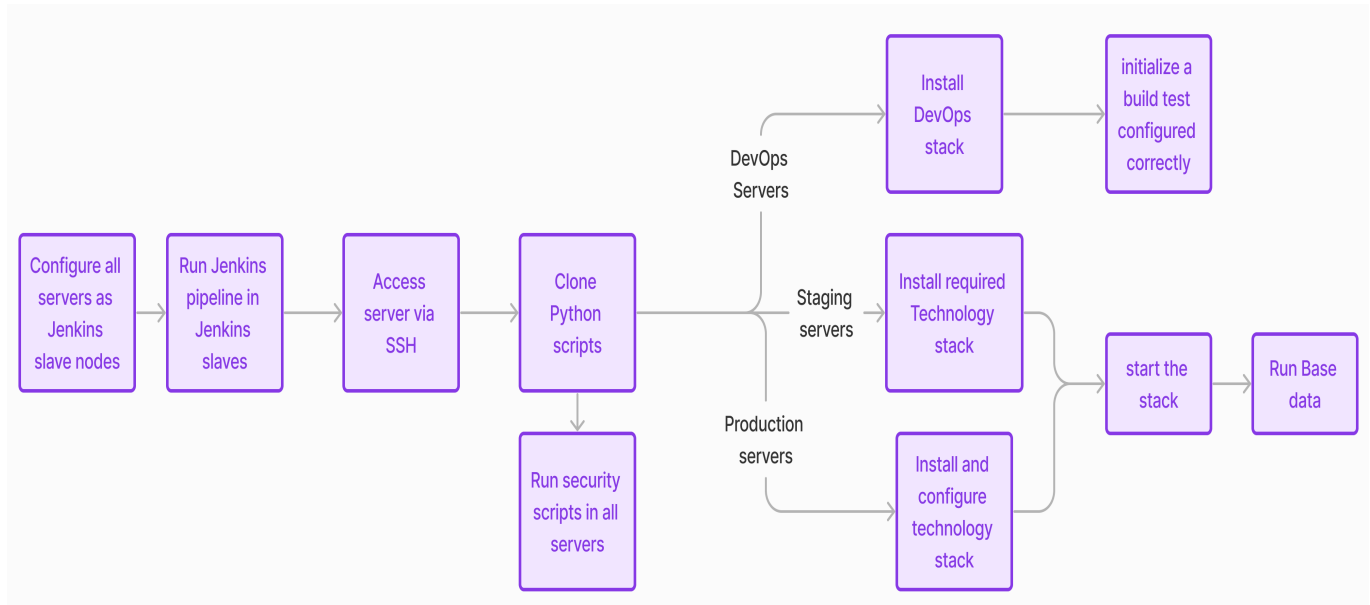 Configure all
servers as
Jenkins
slave nodes
Run Jenkins
pipeline in
Jenkins
slaves
Access
server via
SSH
Clone
Python
scripts
Run security
scripts in all
servers
DevOps
Servers
Install
DevOps
stack
initialize a
build test
configured
correctly
Staging
servers
Install required
Technology
stack
Production
servers
Install and
configure
technology
stack
start the
stack
Run Base
data